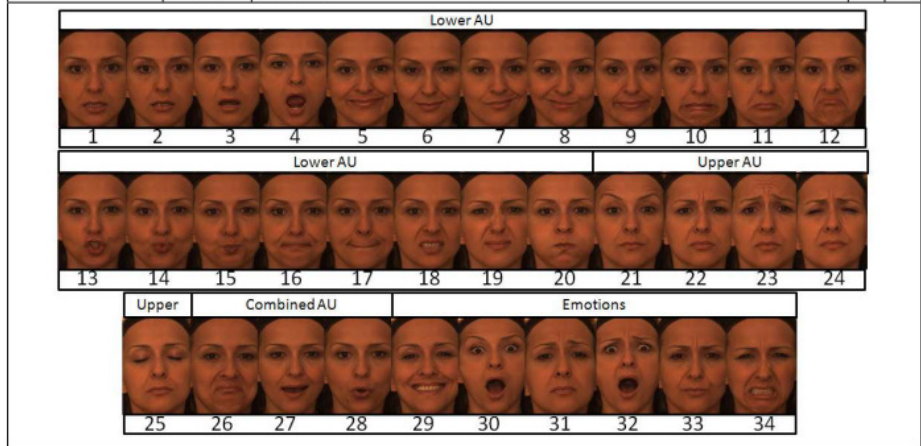 Lower AU
1 2 3 4 5 6 7 8 9 10 11 12
Lower AU Upper AU
13 14 15 16 17 18 19 20 21 22 23 24
Upper Combined AU Emotions
25 26 27 28 29 30 31 32 33 34